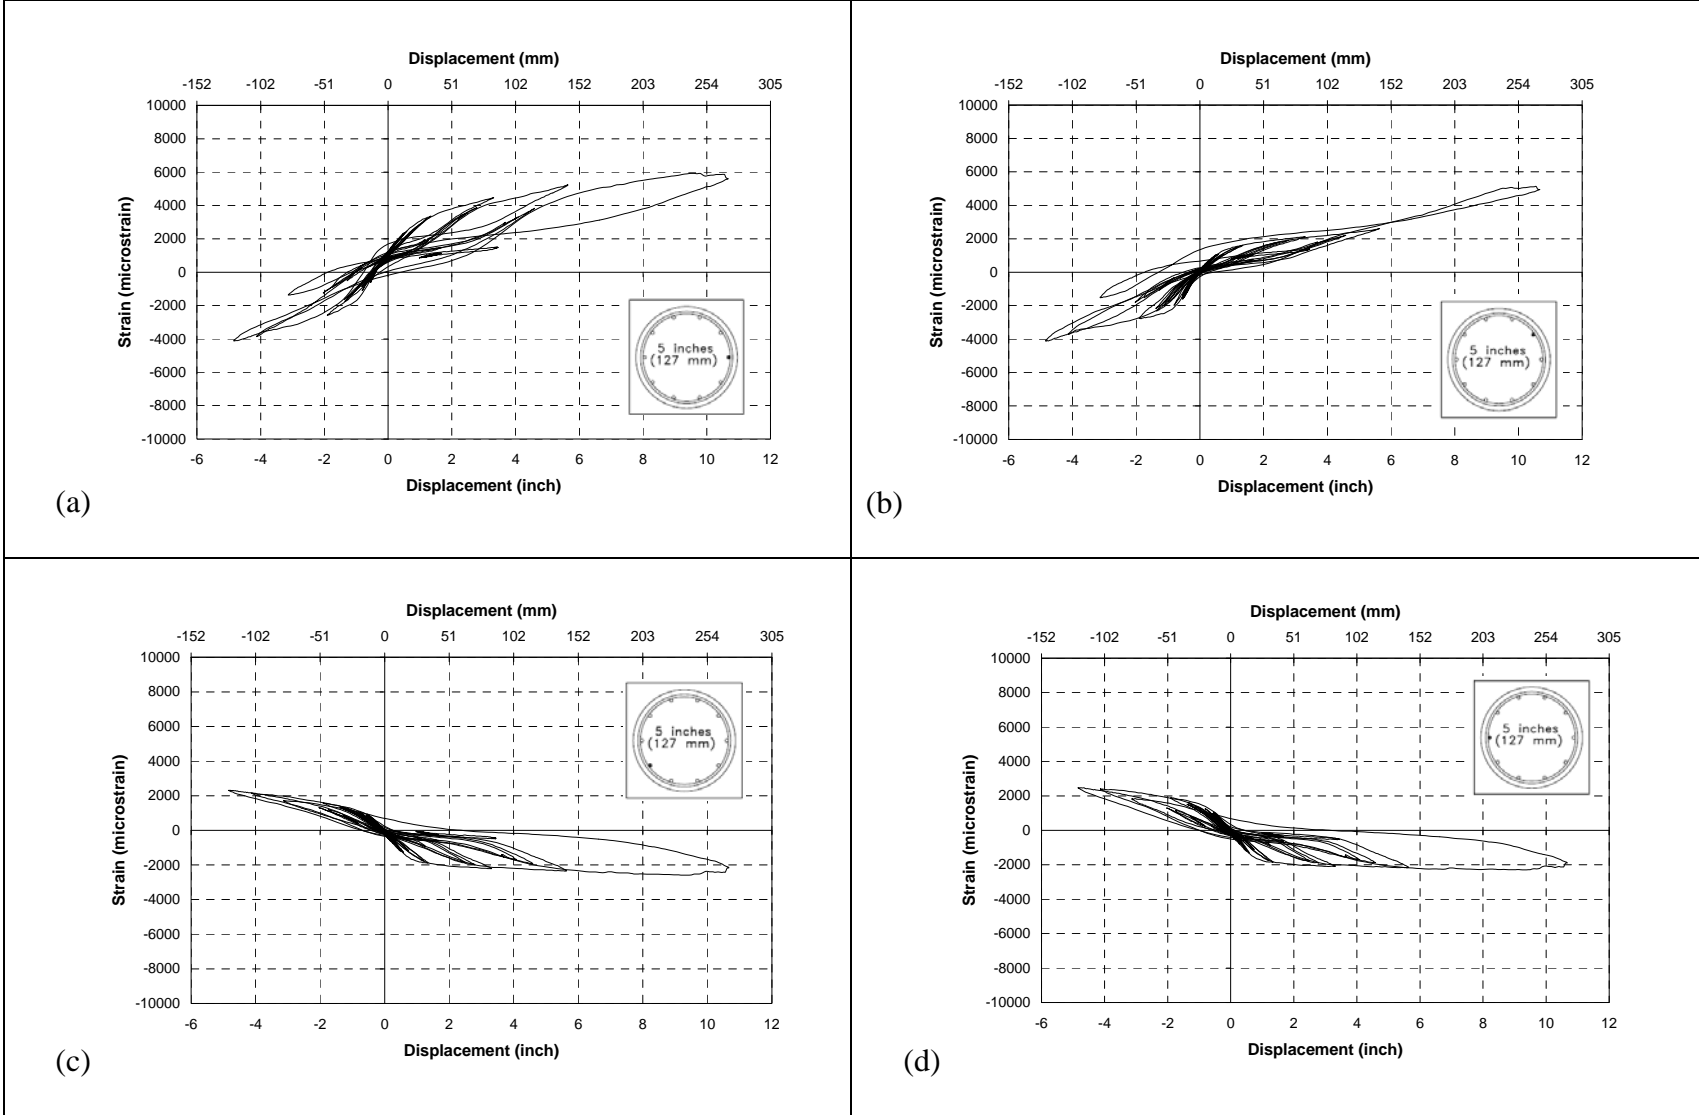 Displacement (mm)
-152 -102 -51 0 51 102 152 203 254 305
10000
8000
6000
4000
2000
0
-2000
-4000
-6000
-8000
-10000
Strain (microstrain)
5 inches
(127 mm)
-6 -4 -2 0 2 4 6 8 10 12
Displacement (inch)
(a)
Displacement (mm)
-152 -102 -51 0 51 102 152 203 254 305
10000
8000
6000
4000
2000
0
-2000
-4000
-6000
-8000
-10000
Strain (microstrain)
5 inches
(127 mm)
-6 -4 -2 0 2 4 6 8 10 12
Displacement (inch)
(b)
Displacement (mm)
-152 -102 -51 0 51 102 152 203 254 305
10000
8000
6000
4000
2000
0
-2000
-4000
-6000
-8000
-10000
Strain (microstrain)
5 inches
(127 mm)
-6 -4 -2 0 2 4 6 8 10 12
Displacement (inch)
(c)
Displacement (mm)
-152 -102 -51 0 51 102 152 203 254 305
10000
8000
6000
4000
2000
0
-2000
-4000
-6000
-8000
-10000
Strain (microstrain)
5 inches
(127 mm)
-6 -4 -2 0 2 4 6 8 10 12
Displacement (inch)
(d)